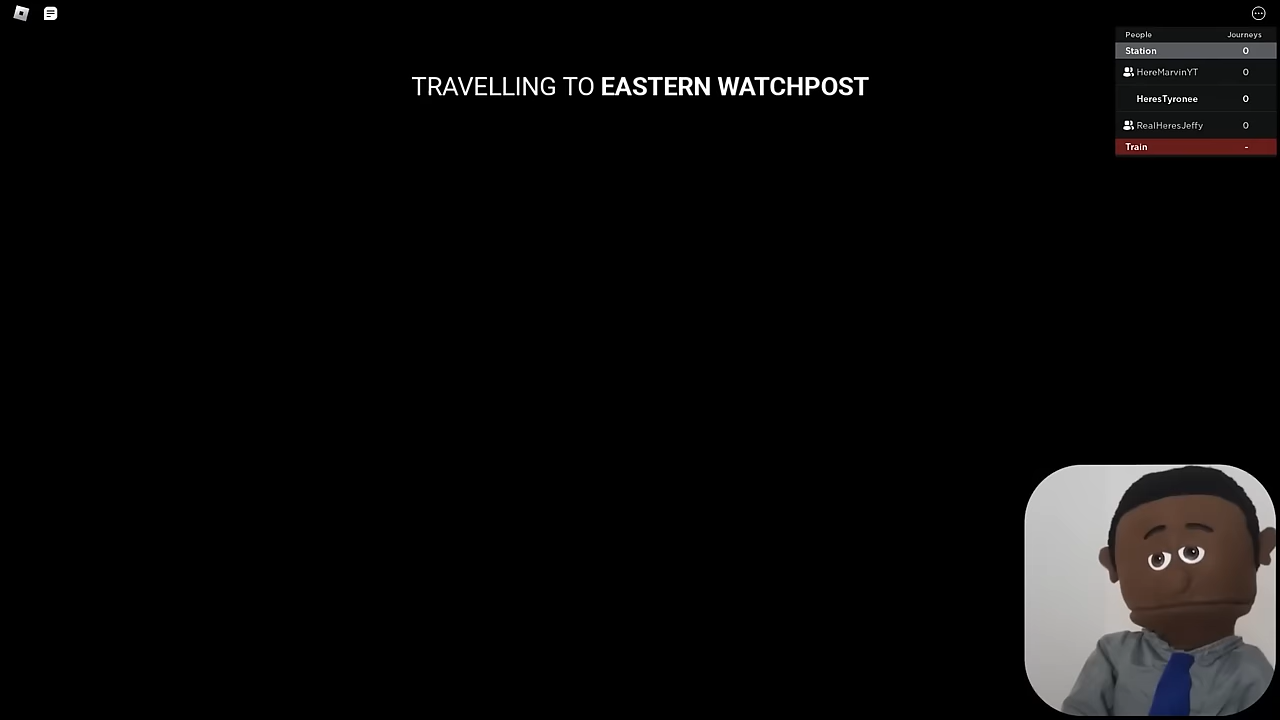 TRAVELLING TO EASTERN WATCHPOST
People Journeys
Station 0
HereMarvinYT 0
HeresTyronee 0
RealHeresJeffy 0
Train -